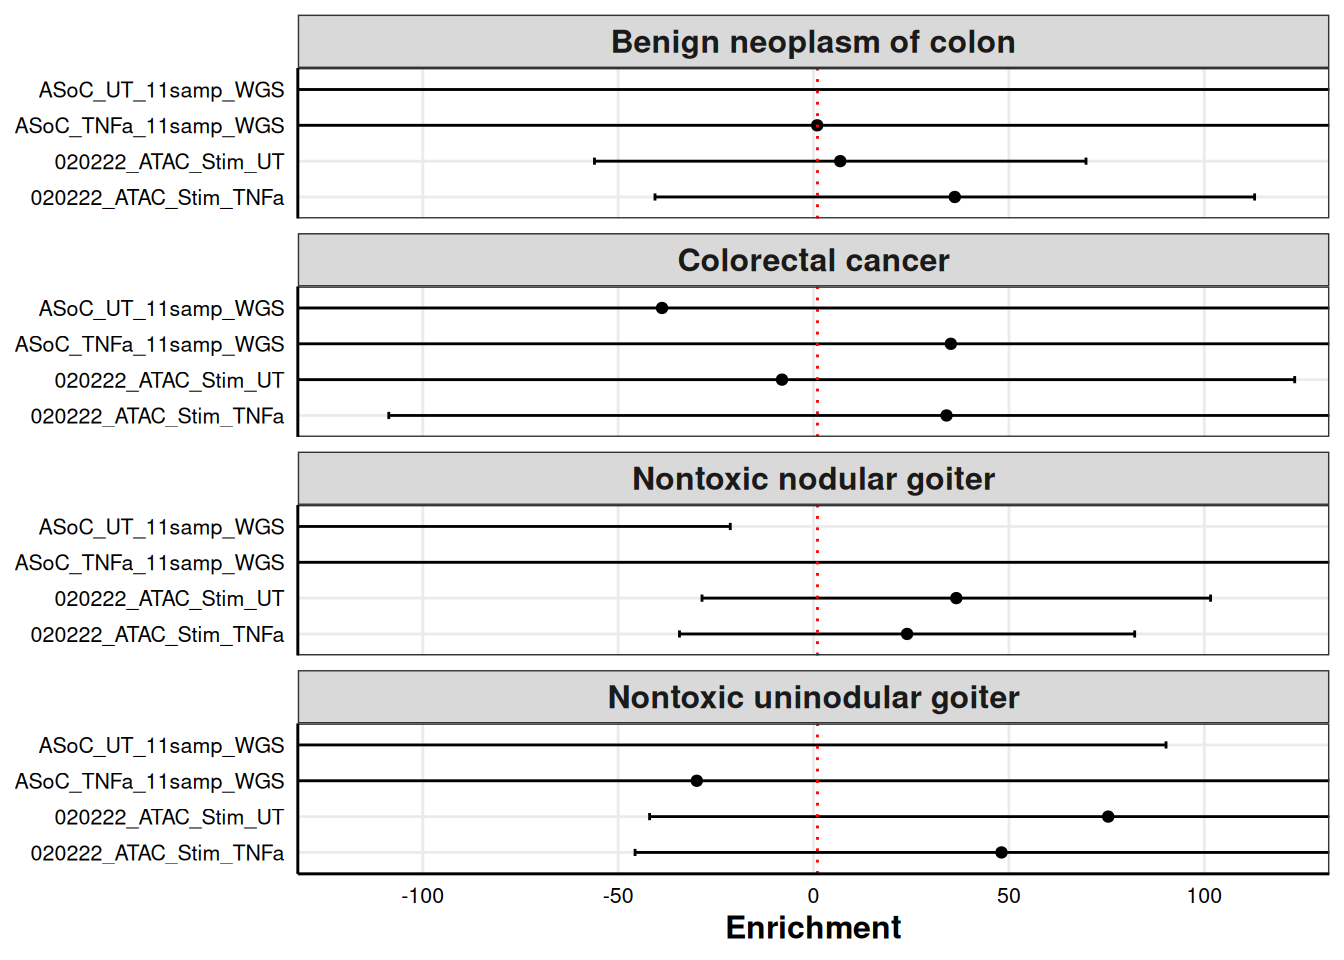 Benign neoplasm of colon
ASoC_UT_11samp_WGS
ASoC_TNFa_11samp_WGS
020222_ATAC_Stim_UT
020222_ATAC_Stim_TNFa
Colorectal cancer
ASoC_UT_11samp_WGS
ASoC_TNFa_11samp_WGS
020222_ATAC_Stim_UT
020222_ATAC_Stim_TNFa
Nontoxic nodular goiter
ASoC_UT_11samp_WGS
ASoC_TNFa_11samp_WGS
020222_ATAC_Stim_UT
020222_ATAC_Stim_TNFa
Nontoxic uninodular goiter
ASoC_UT_11samp_WGS
ASoC_TNFa_11samp_WGS
020222_ATAC_Stim_UT
020222_ATAC_Stim_TNFa
-100 -50 0 50 100
Enrichment